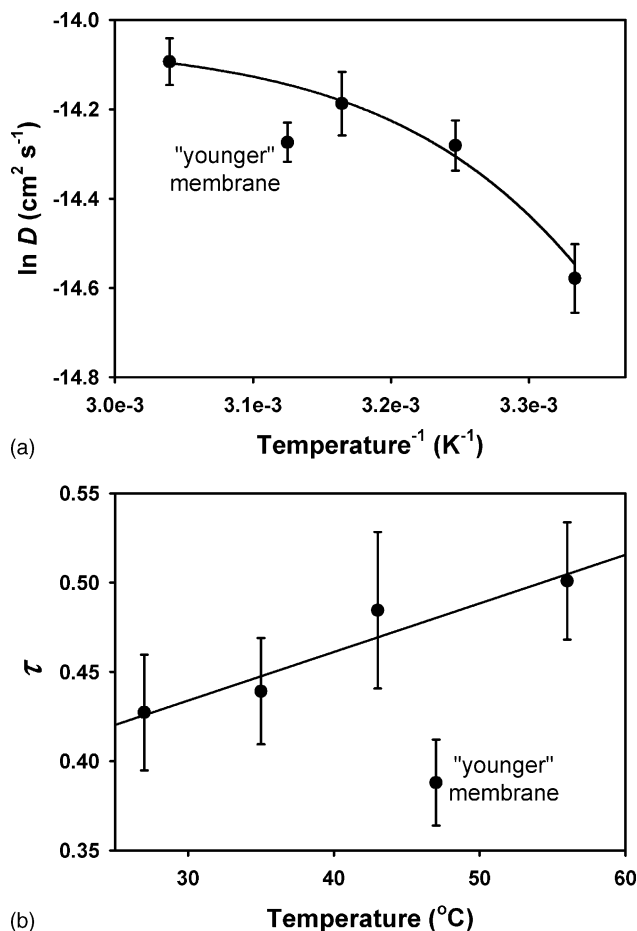 -14.0
-14.2
-14.4
-14.6
-14.8
ln D (cm² s⁻¹)
"younger"
membrane
3.0e-3 3.1e-3 3.2e-3 3.3e-3
Temperature⁻¹ (K⁻¹)
(a)
0.55
0.50
0.45
0.40
0.35
τ
"younger"
membrane
30 40 50 60
Temperature (°C)
(b)